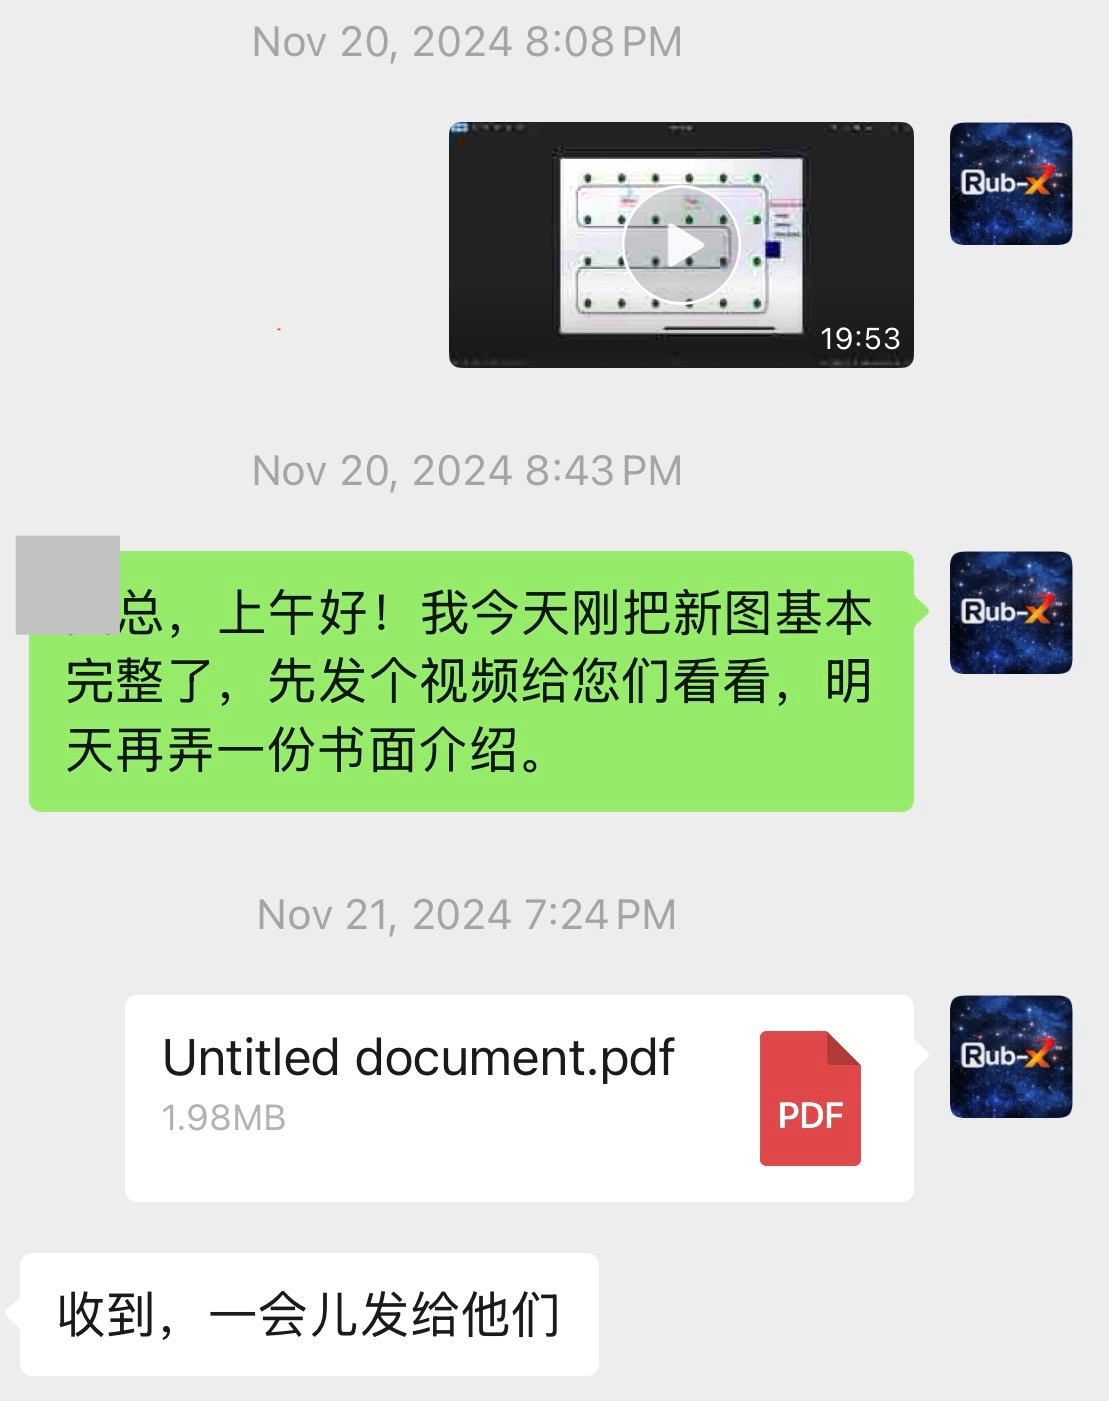 Nov 20, 2024 8:08 PM
Rub-X™
19:53
Nov 20, 2024 8:43 PM
总，上午好！我今天刚把新图基本
Rub-X™
完整了，先发个视频给您们看看，明
天再弄一份书面介绍。
Nov 21, 2024 7:24 PM
Untitled document.pdf
Rub-X™
1.98MB
PDF
收到，一会儿发给他们